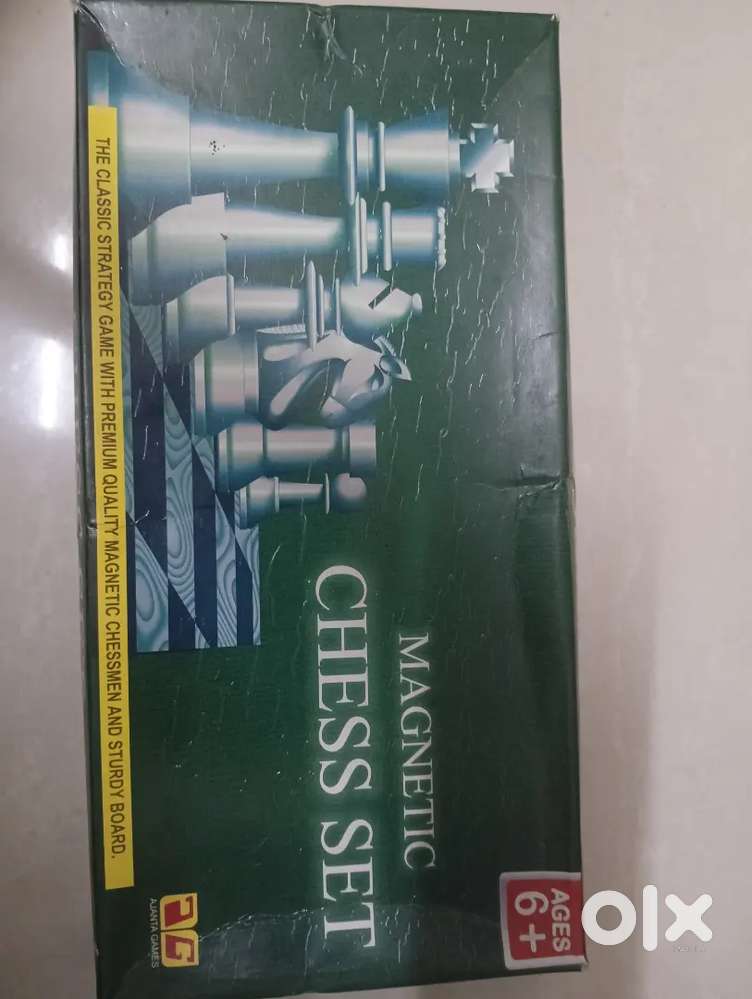 AGES
6+
MAGNETIC
CHESS SET
THE CLASSIC STRATEGY GAME WITH PREMIUM QUALITY MAGNETIC CHESSMEN AND STURDY BOARD.
AG
AJANTA GAMES
olx